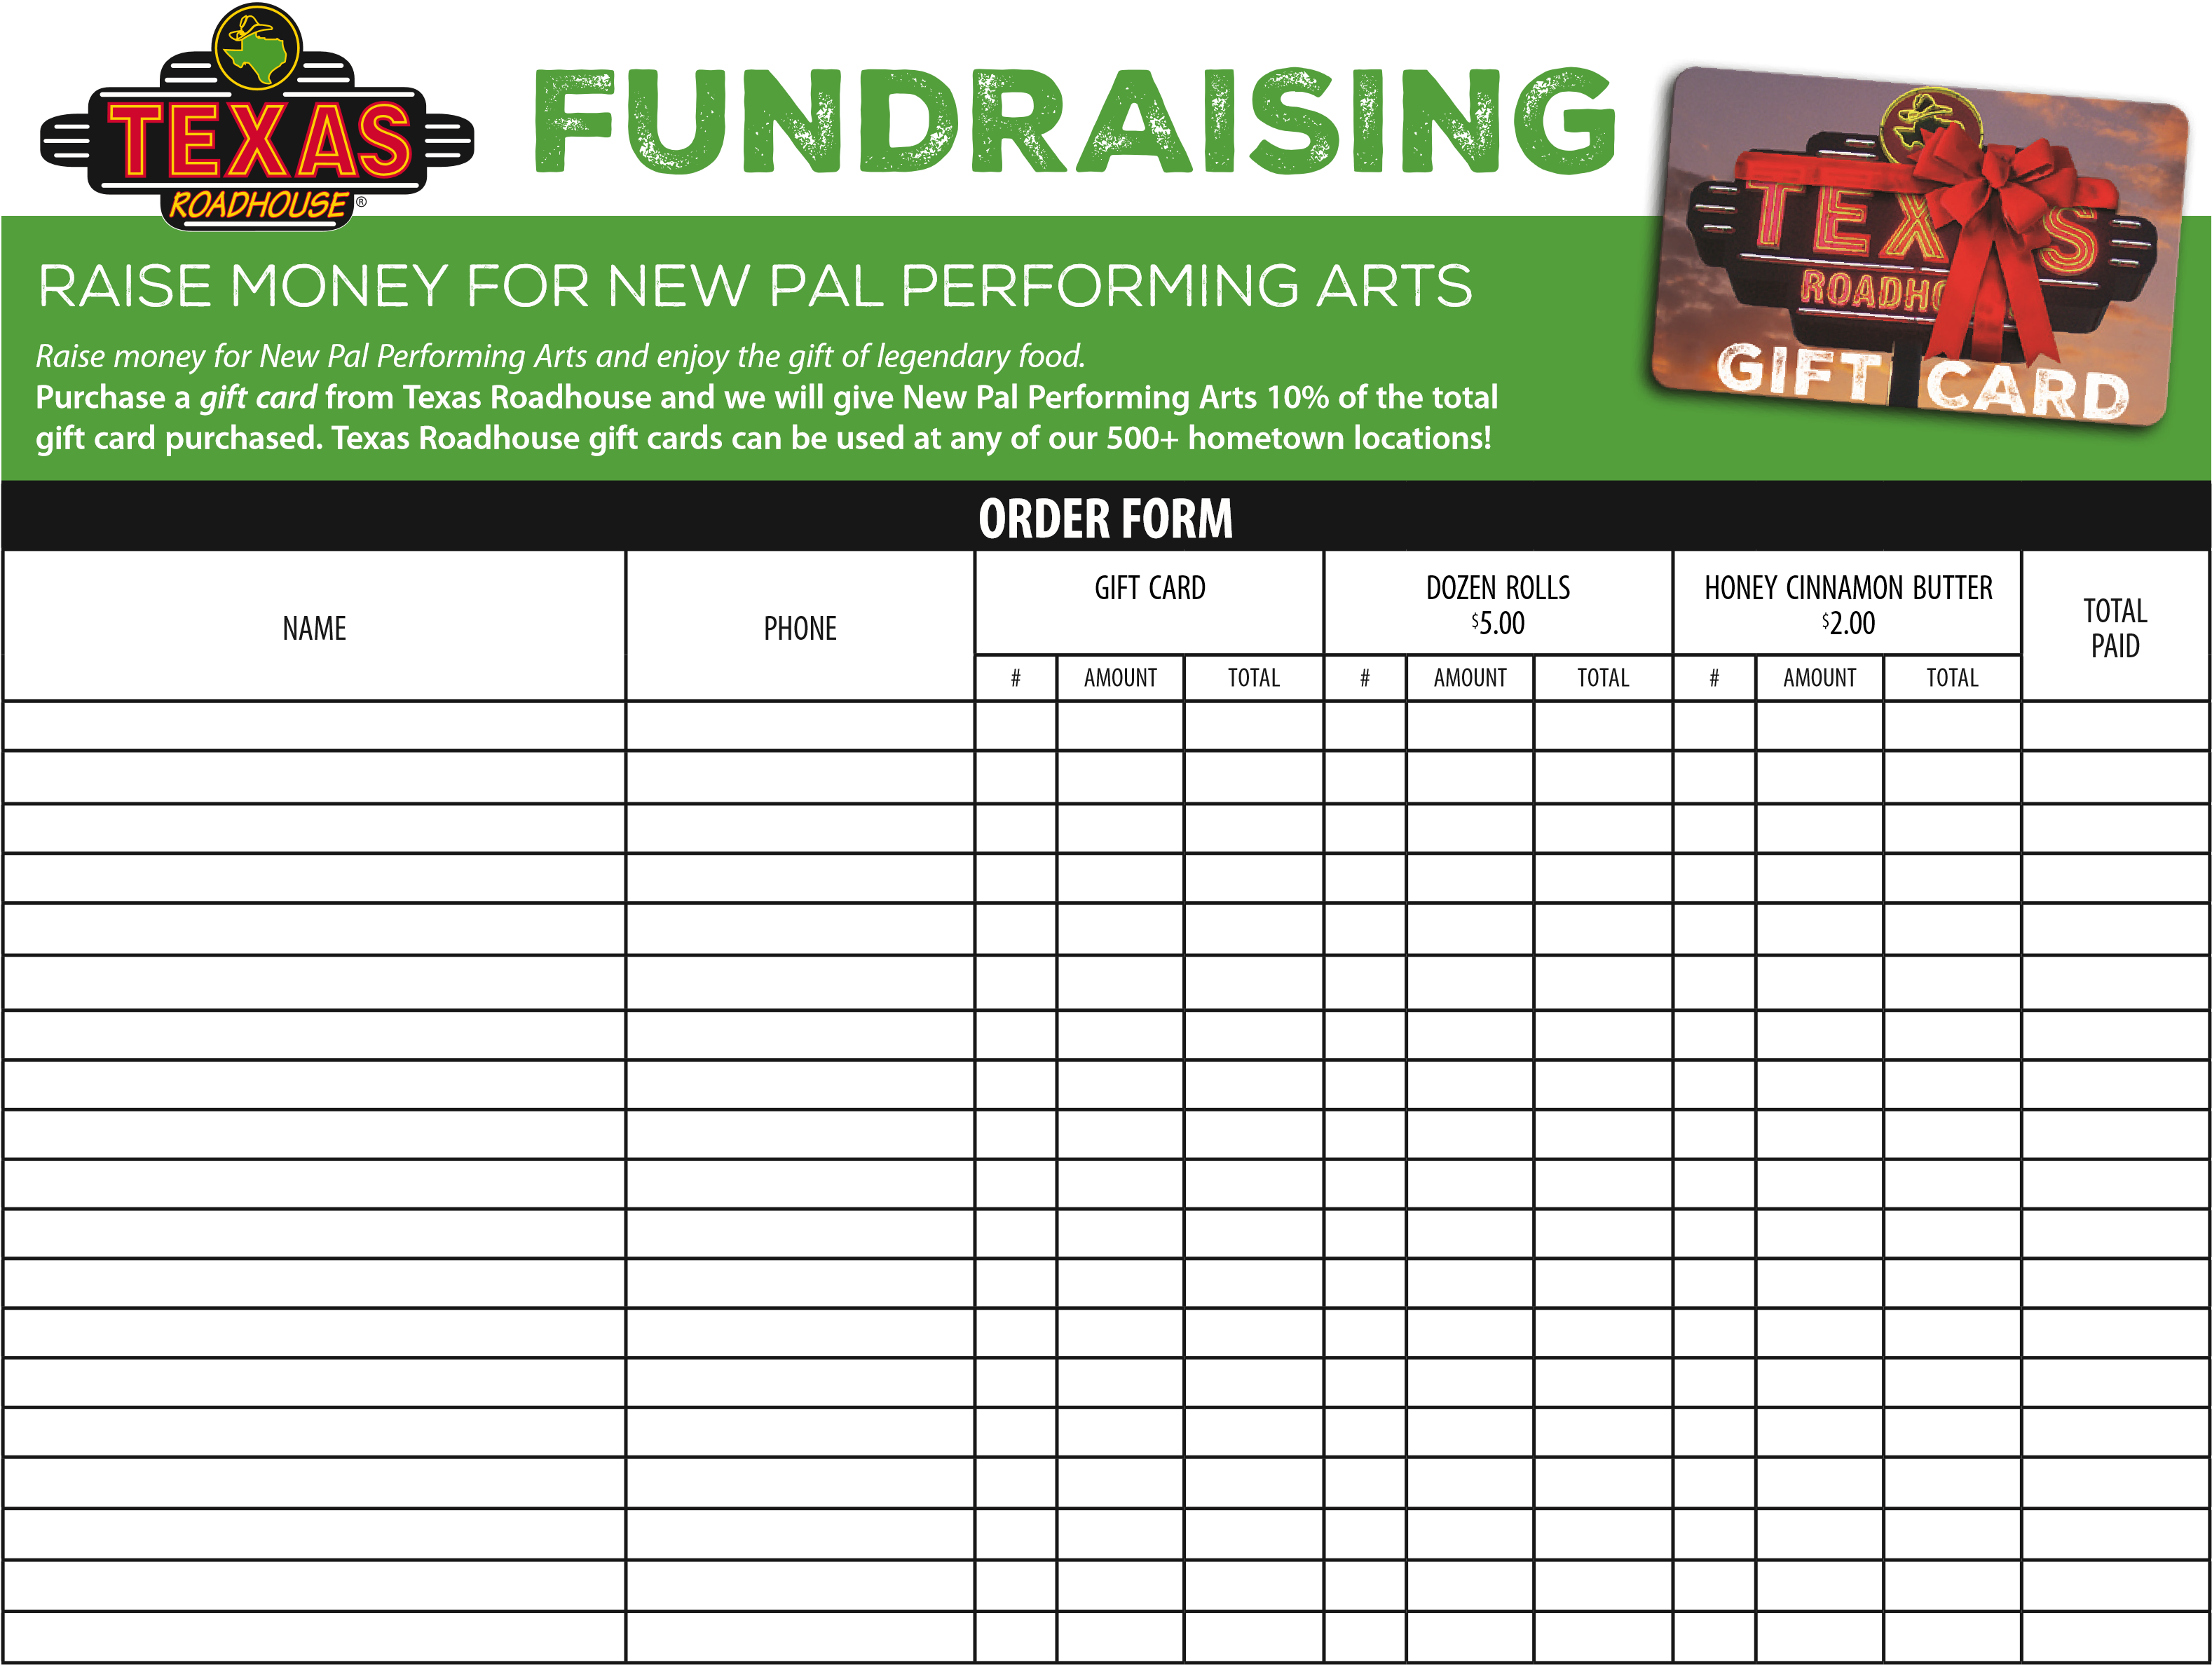 TEXAS
ROADHOUSE®
FUNDRAISING
TEXAS
ROADHO
GIFT CARD
RAISE MONEY FOR NEW PAL PERFORMING ARTS
Raise money for New Pal Performing Arts and enjoy the gift of legendary food.
Purchase a gift card from Texas Roadhouse and we will give New Pal Performing Arts 10% of the total
gift card purchased. Texas Roadhouse gift cards can be used at any of our 500+ hometown locations!
ORDER FORM
NAME
PHONE
GIFT CARD
DOZEN ROLLS
$5.00
HONEY CINNAMON BUTTER
$2.00
TOTAL
PAID
# AMOUNT TOTAL # AMOUNT TOTAL # AMOUNT TOTAL